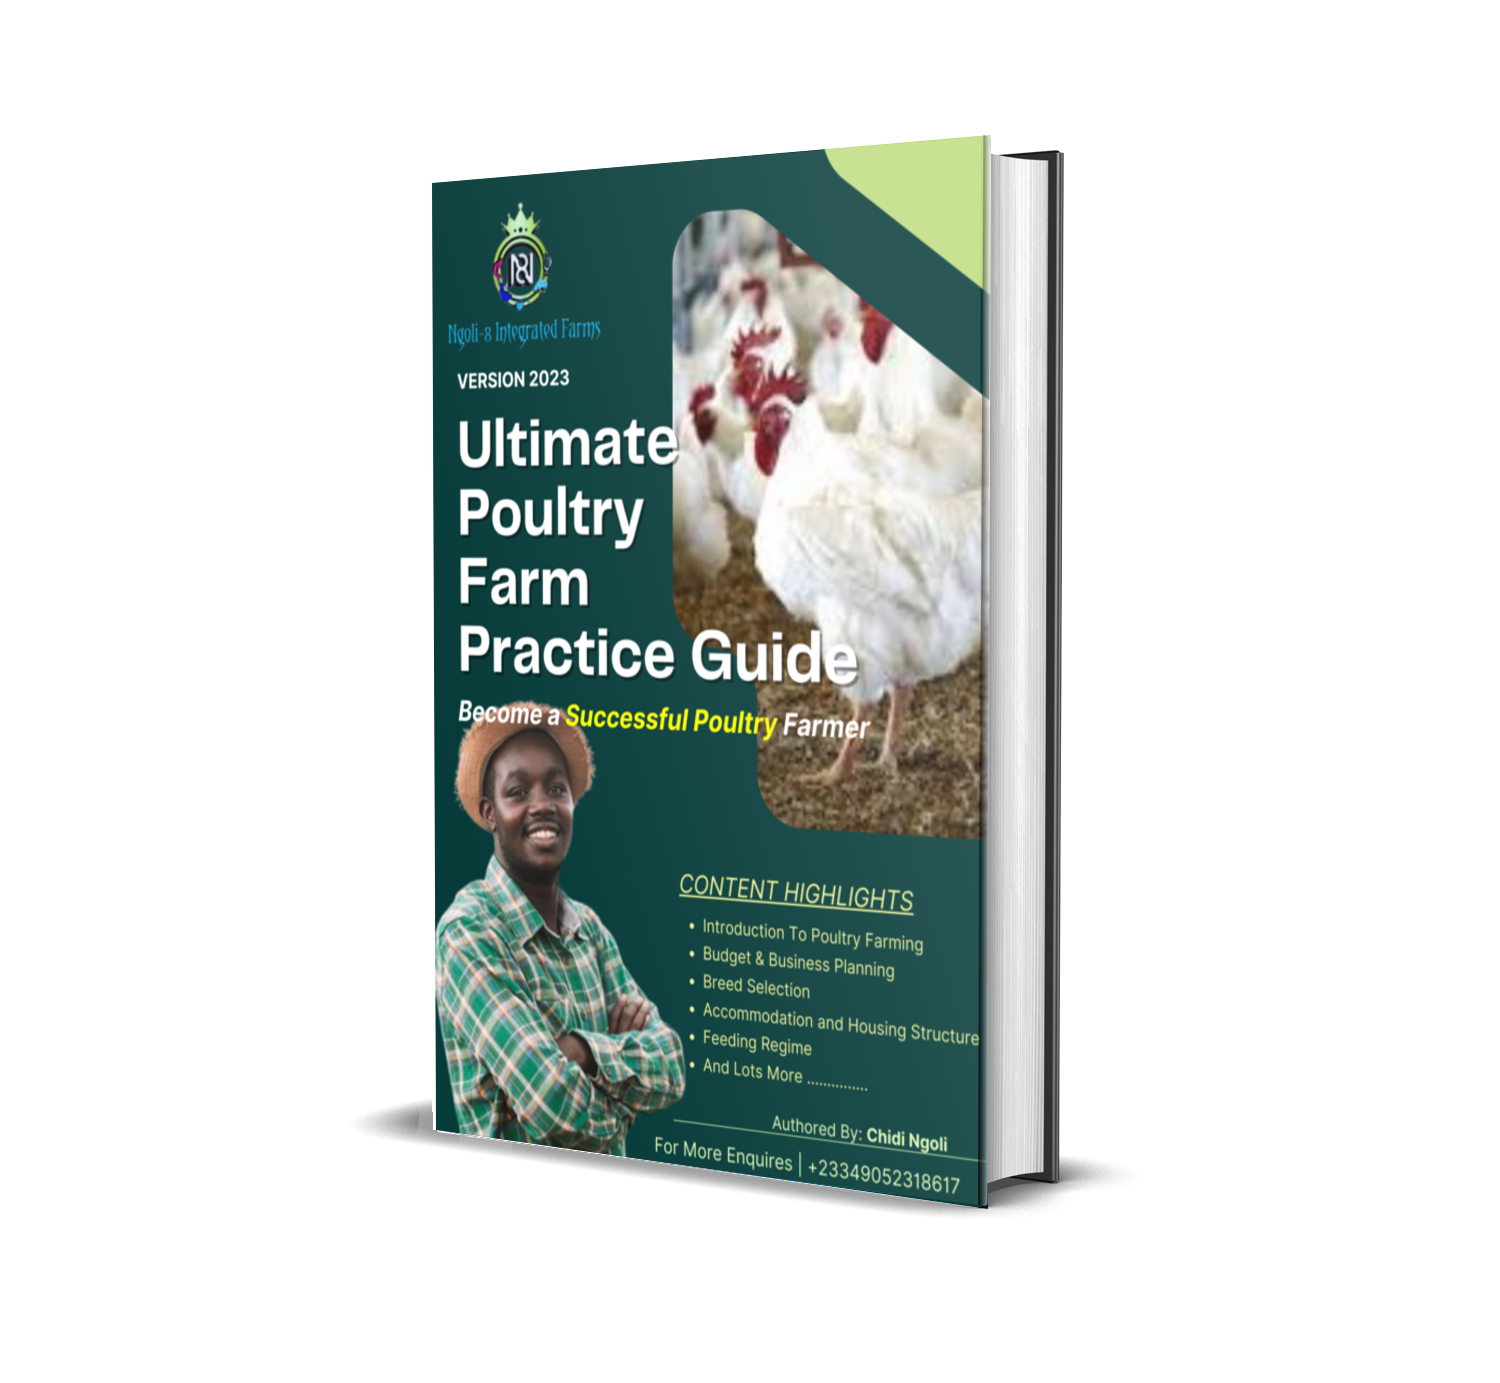 N8
Ngoli-8 Integrated Farms
VERSION 2023
Ultimate
Poultry
Farm
Practice Guide
Become a Successful Poultry Farmer
CONTENT HIGHLIGHTS
• Introduction To Poultry Farming
• Budget & Business Planning
• Breed Selection
• Accommodation and Housing Structure
• Feeding Regime
• And Lots More ..............
Authored By: Chidi Ngoli
For More Enquires | +23349052318617